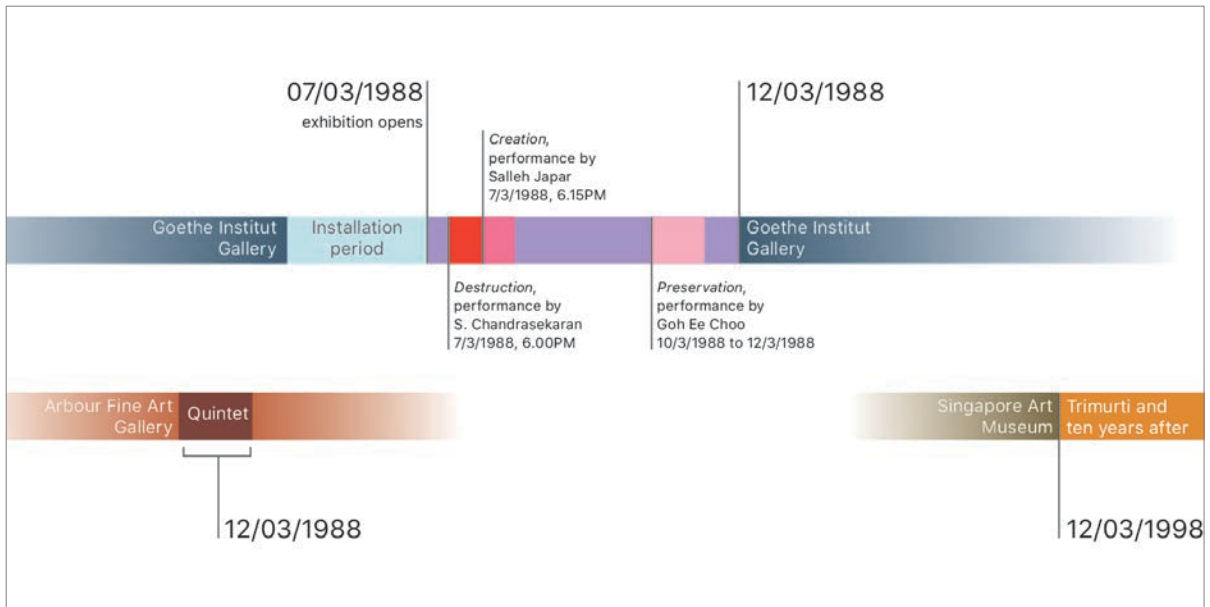 07/03/1988
exhibition opens
12/03/1988
Creation,
performance by
Salleh Japar
7/3/1988, 6.15PM
Goethe Institut
Gallery
Installation
period
Goethe Institut
Gallery
Destruction,
performance by
S. Chandrasekaran
7/3/1988, 6.00PM
Preservation,
performance by
Goh Ee Choo
10/3/1988 to 12/3/1988
Arbour Fine Art
Gallery
Quintet
Singapore Art
Museum
Trimurti and
ten years after
12/03/1988
12/03/1998